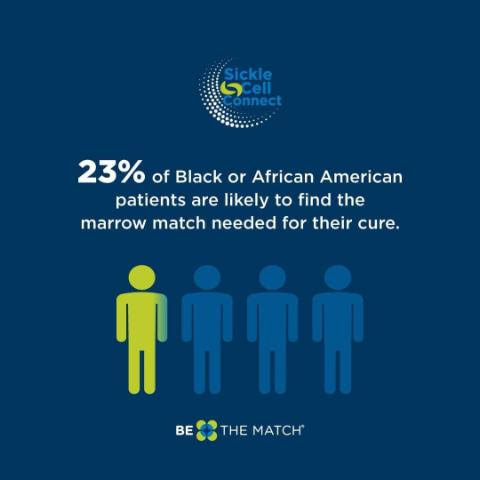 Sickle
Cell
Connect
23% of Black or African American
patients are likely to find the
marrow match needed for their cure.
BE THE MATCH®